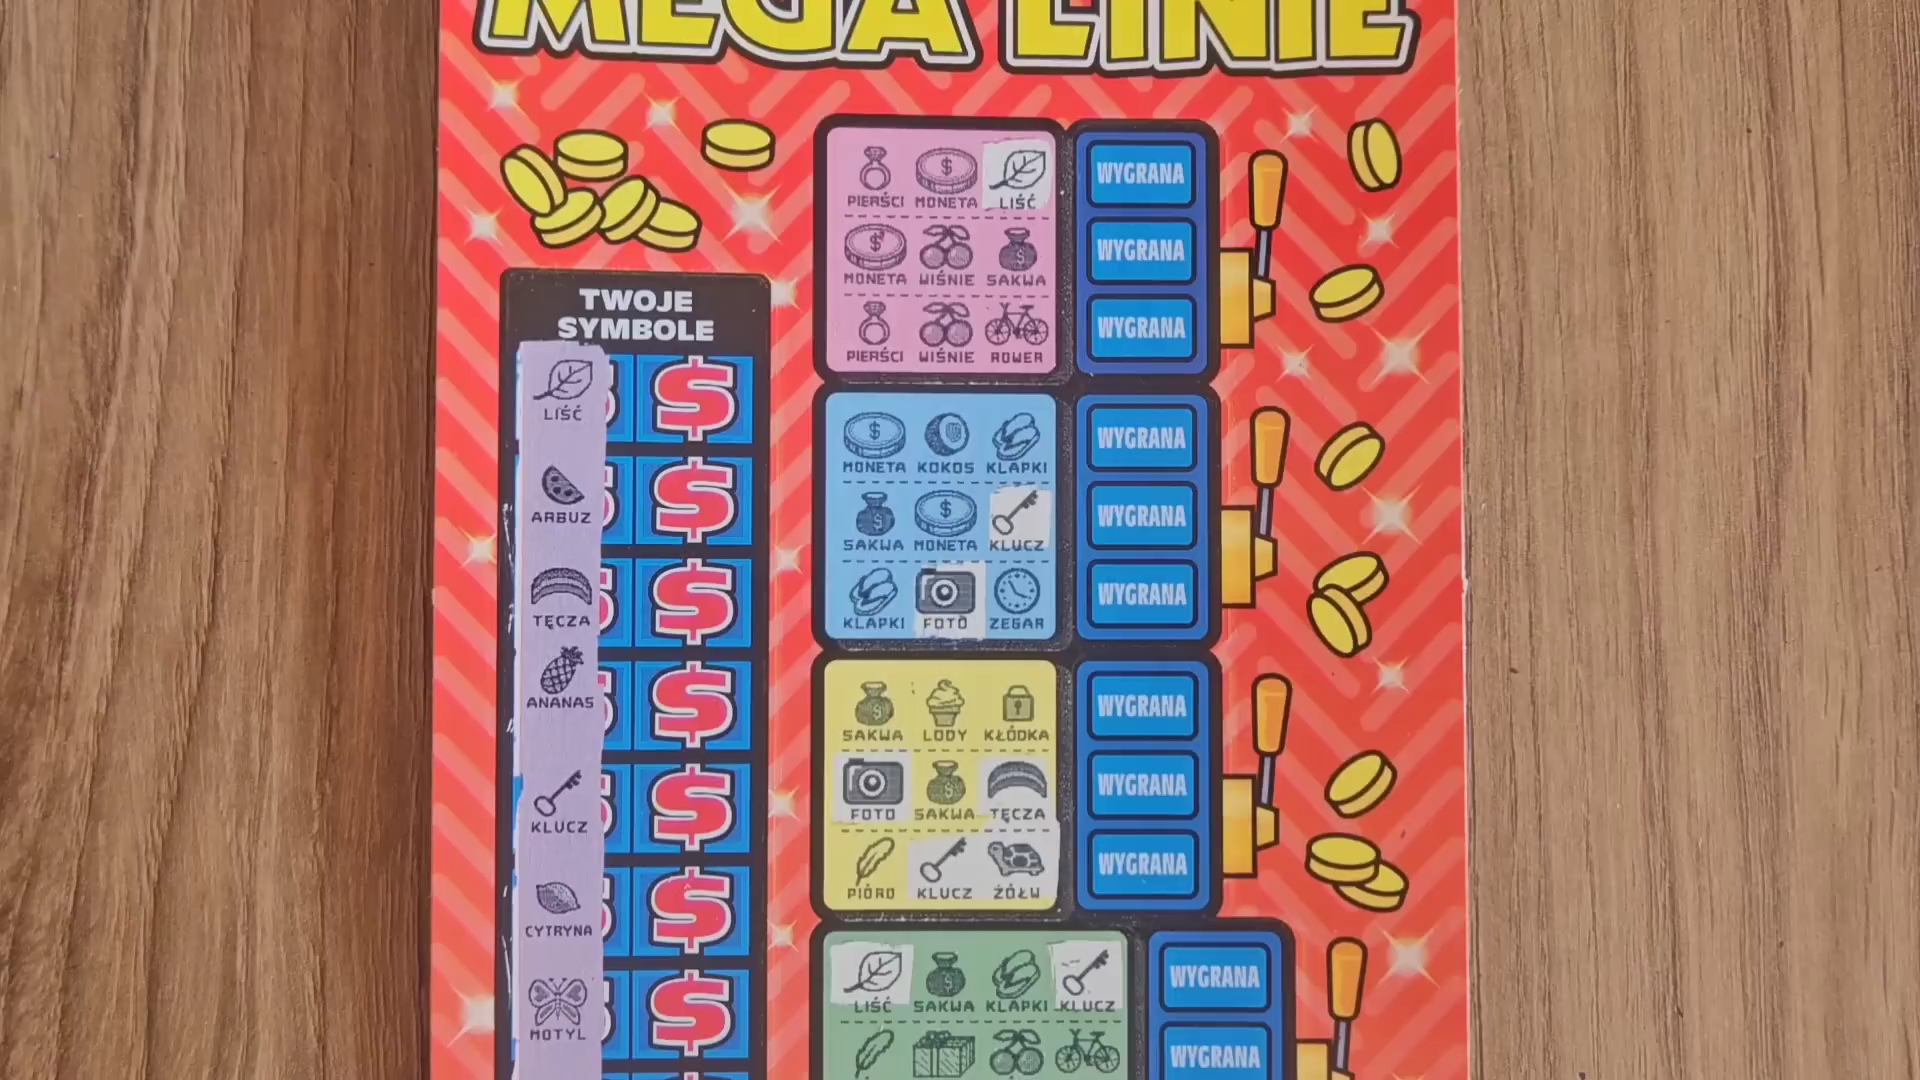 MEGA LINIE
PIERŚCI MONETA LIŚĆ
WYGRANA
MONETA WIŚNIE SAKWA
WYGRANA
PIERŚCI WIŚNIE ROWER
WYGRANA
TWOJE
SYMBOLE
LIŚĆ
ARBUZ
TĘCZA
ANANAS
KLUCZ
CYTRYNA
MOTYL
MONETA KOKOS KLAPKI
WYGRANA
SAKWA MONETA KLUCZ
WYGRANA
KLAPKI FOTO ZEGAR
WYGRANA
SAKWA LODY KŁÓDKA
WYGRANA
FOTO SAKWA TĘCZA
WYGRANA
PIÓRO KLUCZ ŻÓŁW
WYGRANA
LIŚĆ SAKWA KLAPKI KLUCZ
WYGRANA
WYGRANA